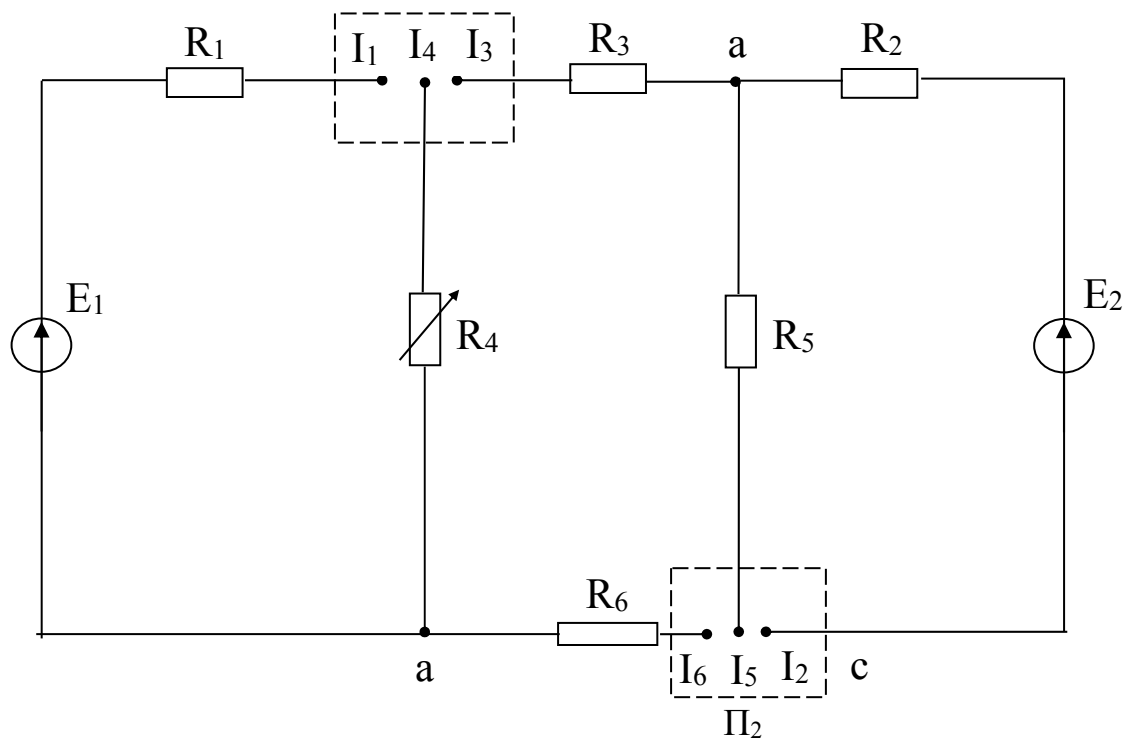 R₁ I₁ I₄ I₃ R₃ a R₂
E₁ R₄ R₅ E₂
R₆
a I₆ I₅ I₂ c
П₂